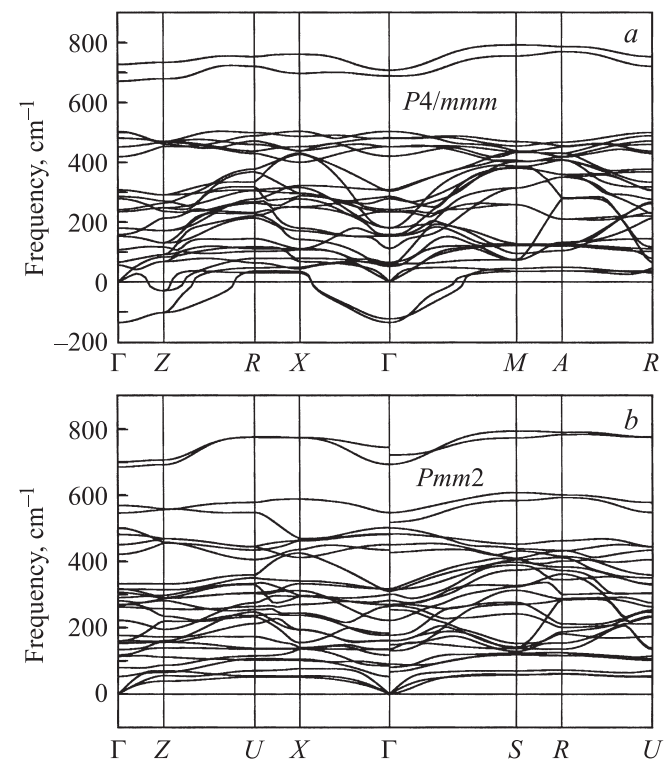 a
P4/mmm
Frequency, cm–1
800
600
400
200
0
–200
Γ Z R X Γ M A R
b
Pmm2
Frequency, cm–1
800
600
400
200
0
Γ Z U X Γ S R U